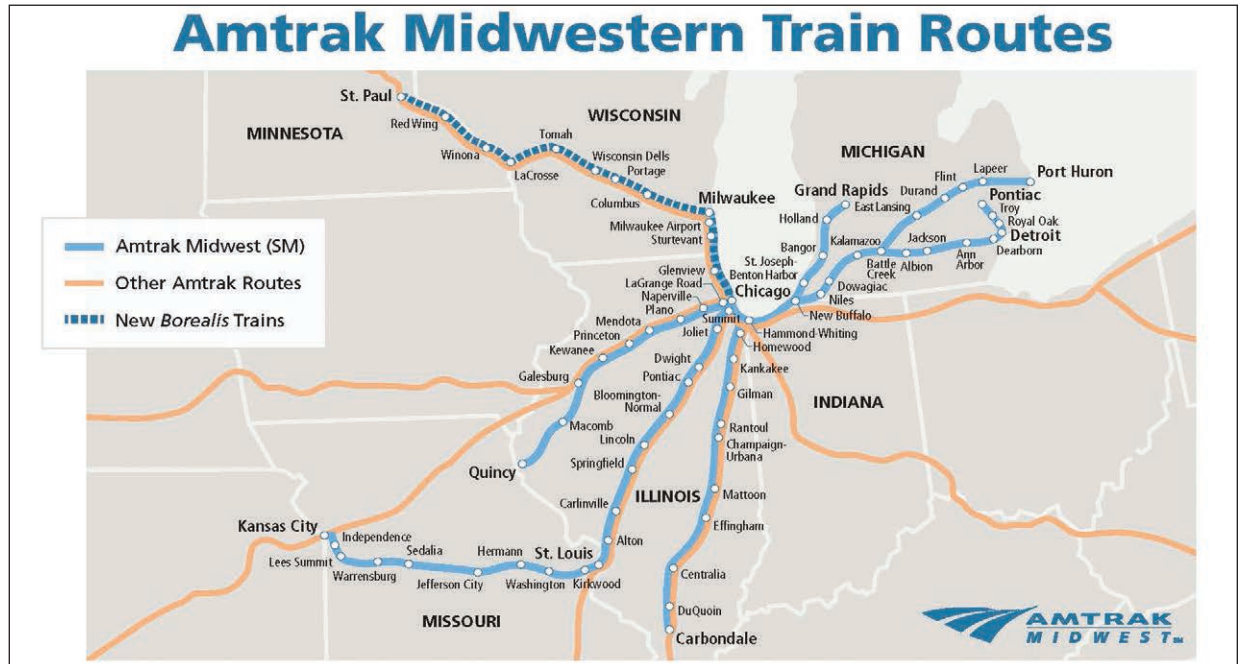 Amtrak Midwestern Train Routes
St. Paul
Red Wing
MINNESOTA
WISCONSIN
Tomah
Winona
LaCrosse
Wisconsin Dells
Portage
Columbus
Milwaukee
Milwaukee Airport
Sturtevant
Glenview
LaGrange Road
Naperville
Plano
Chicago
Summit
Joliet
MICHIGAN
Grand Rapids
Holland
Bangor
St. Joseph-
Benton Harbor
East Lansing
Durand
Flint
Lapeer
Port Huron
Pontiac
Troy
Royal Oak
Detroit
Dearborn
Kalamazoo
Jackson
Battle
Creek
Albion
Ann
Arbor
Dowagiac
Niles
New Buffalo
Hammond-Whiting
Homewood
Amtrak Midwest (SM)
Other Amtrak Routes
New Borealis Trains
Mendota
Princeton
Kewanee
Galesburg
Macomb
Quincy
Dwight
Pontiac
Bloomington-
Normal
Lincoln
Springfield
Carlinville
Alton
ILLINOIS
Kankakee
Gilman
Rantoul
Champaign-
Urbana
Mattoon
Effingham
Centralia
DuQuoin
Carbondale
INDIANA
Kansas City
Independence
Lees Summit
Warrensburg
Sedalia
Jefferson City
Hermann
Washington
St. Louis
Kirkwood
MISSOURI
AMTRAK
MIDWEST SM